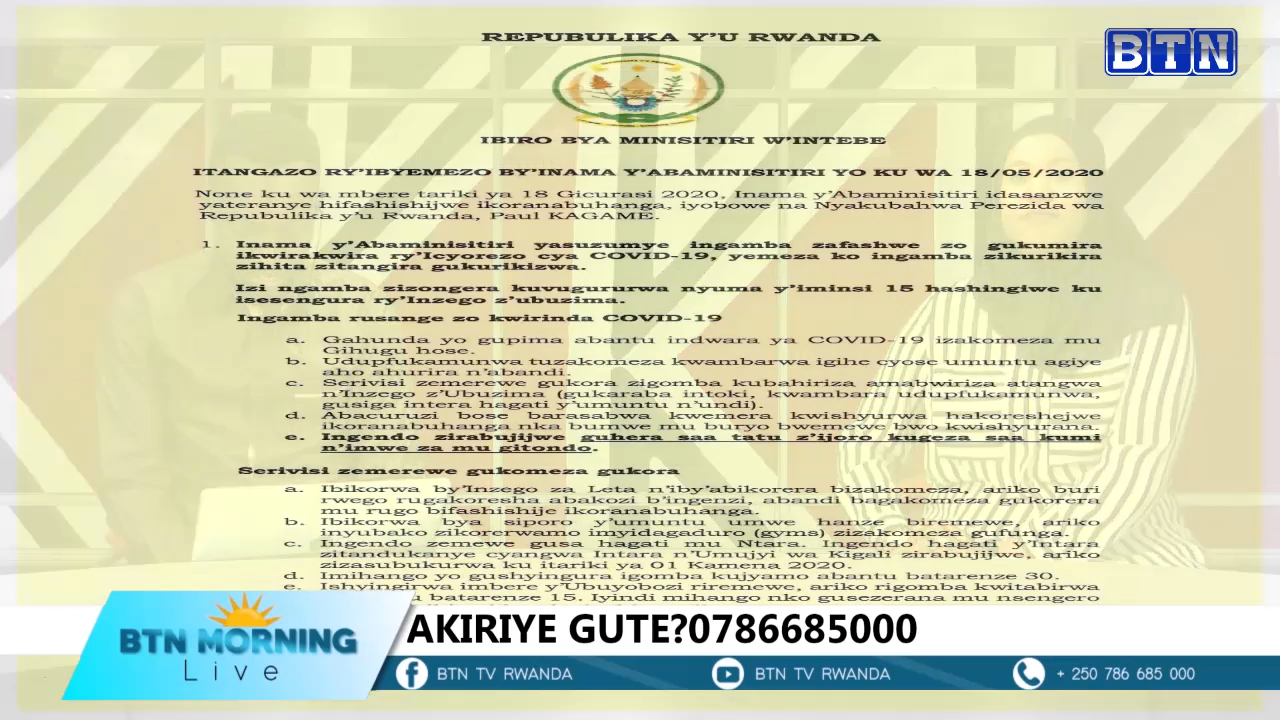 REPUBULIKA Y'U RWANDA
BTN
IBIRO BYA MINISITIRI W'INTEBE
ITANGAZO RY'IBYEMEZO BY'INAMA Y'ABAMINISITIRI YO KU WA 18/05/2020
None ku wa mbere tariki ya 18 Gicurasi 2020, Inama y'Abaminisitiri idasanzwe
yateranye hifashishijwe ikoranabuhanga, iyobowe na Nyakubahwa Perezida wa
Repubulika y'u Rwanda, Paul KAGAME.
1. Inama y'Abaminisitiri yasuzumye ingamba zafashwe zo gukumira
ikwirakwira ry'Icyorezo cya COVID-19, yemeza ko ingamba zikurikira
zihita zitangira gukurikizwa.
Izi ngamba zizongera kuvugururwa nyuma y'iminsi 15 hashingiwe ku
isesengura ry'Inzego z'ubuzima.
Ingamba rusange zo kwirinda COVID-19
a. Gahunda yo gupima abantu indwara ya COVID-19 izakomeza mu
Gihugu hose.
b. Udupfukamunwa tuzakomeza kwambarwa igihe cyose umuntu agiye
aho ahurira n'abandi.
c. Serivisi zemerewe gukora zigomba kubahiriza amabwiriza atangwa
n'Inzego z'Ubuzima (gukaraba intoki, kwambara udupfukamunwa,
gusiga intera hagati y'umuntu n'undi).
d. Abacuruzi bose barasabwa kwemera kwishyurwa hakoreshejwe
ikoranabuhanga nka bumwe mu buryo bwemewe bwo kwishyurana.
e. Ingendo zirabujijwe guhera saa tatu z'ijoro kugeza saa kumi
n'imwe za mu gitondo.
Serivisi zemerewe gukomeza gukora
a. Ibikorwa by'Inzego za Leta n'iby'abikorera bizakomeza, ariko buri
rwego rugakoresha abakozi b'ingenzi, abandi bagakomeza gukorera
mu rugo bifashishije ikoranabuhanga.
b. Ibikorwa bya siporo y'umuntu umwe hanze biremewe, ariko
inyubako zikorerwamo imyidagaduro (gyms) zizakomeza gufunga.
c. Ingendo zemewe gusa hagati mu Ntara. Ingendo hagati y'Intara
zitandukanye cyangwa Intara n'Umujyi wa Kigali zirabujijwe, ariko
zizasubukurwa ku itariki ya 01 Kamena 2020.
d. Imihango yo gushyingura igomba kujyamo abantu batarenze 30.
e. Ishyingirwa imbere y'Ubuyobozi riremewe, ariko rigomba kwitabirwa
batarenze 15. Iyindi mihango nko gusezerana mu nsengero
AKIRIYE GUTE?0786685000
BTN MORNING
Live
BTN TV RWANDA
BTN TV RWANDA
+ 250 786 685 000